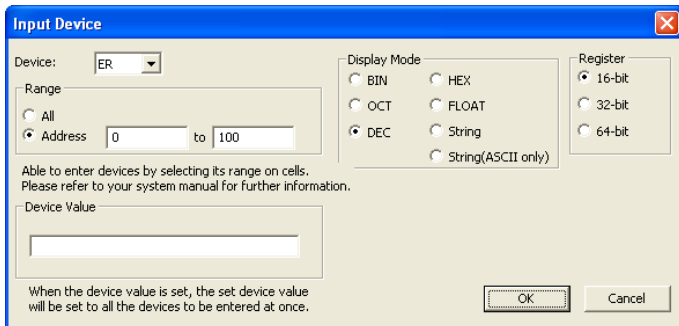 Input Device
Device: ER
Range
All
Address 0 to 100
Display Mode
BIN HEX
OCT FLOAT
DEC String
String(ASCII only)
Register
16-bit
32-bit
64-bit
Able to enter devices by selecting its range on cells.
Please refer to your system manual for further information.
Device Value
When the device value is set, the set device value
will be set to all the devices to be entered at once.
OK Cancel